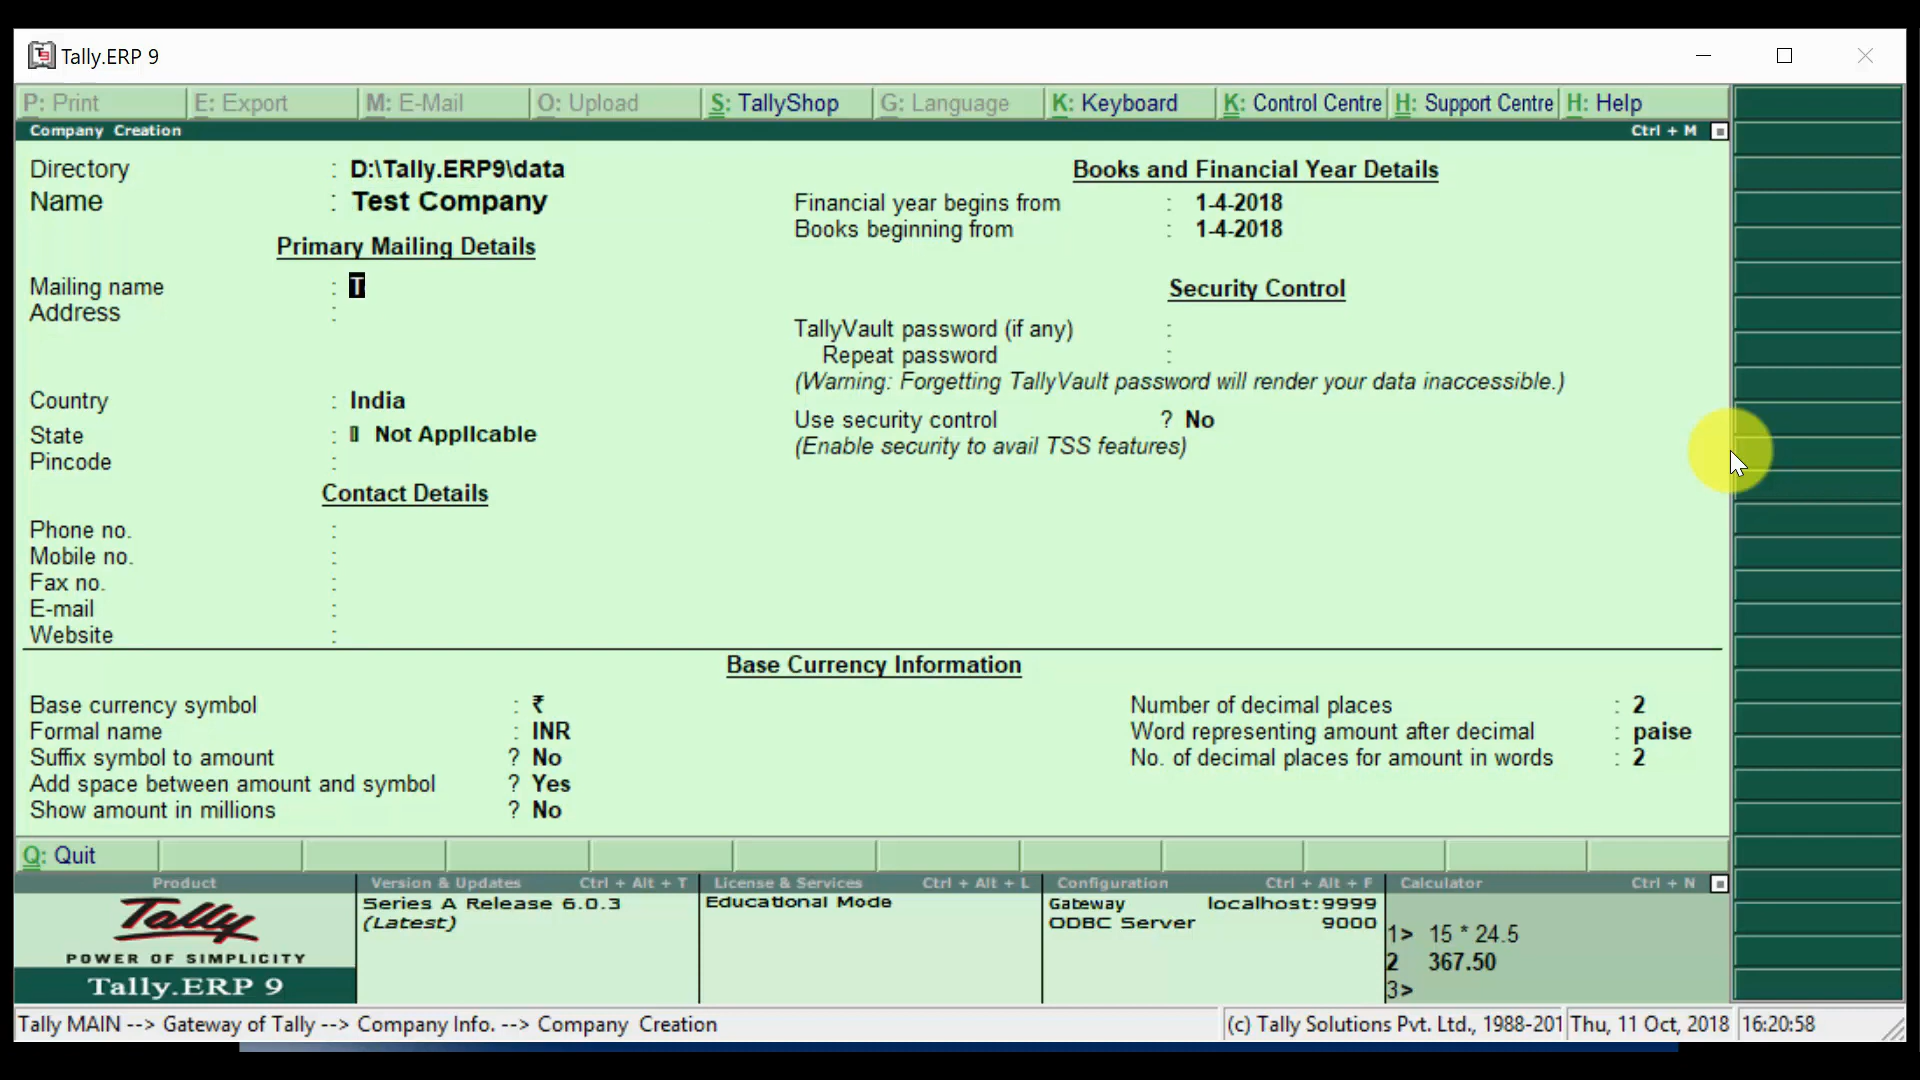 Tally.ERP 9
P: Print E: Export M: E-Mail O: Upload S: TallyShop G: Language K: Keyboard K: Control Centre H: Support Centre H: Help
Company Creation Ctrl + M
Directory : D:\Tally.ERP9\data
Name : Test Company
Primary Mailing Details
Mailing name : T
Address :
Country : India
State : Not Applicable
Pincode :
Contact Details
Phone no. :
Mobile no. :
Fax no. :
E-mail :
Website :
Books and Financial Year Details
Financial year begins from : 1-4-2018
Books beginning from : 1-4-2018
Security Control
TallyVault password (if any) :
Repeat password :
(Warning: Forgetting TallyVault password will render your data inaccessible.)
Use security control ? No
(Enable security to avail TSS features)
Base Currency Information
Base currency symbol : ₹
Formal name : INR
Suffix symbol to amount ? No
Add space between amount and symbol ? Yes
Show amount in millions ? No
Number of decimal places : 2
Word representing amount after decimal : paise
No. of decimal places for amount in words : 2
Q: Quit
Product
Tally
POWER OF SIMPLICITY
Tally.ERP 9
Version & Updates Ctrl + Alt + T
Series A Release 6.0.3
(Latest)
License & Services Ctrl + Alt + L
Educational Mode
Configuration Ctrl + Alt + F
Gateway localhost:9999
ODBC Server 9000
Calculator Ctrl + N
1> 15 * 24.5
2 367.50
3>
Tally MAIN --> Gateway of Tally --> Company Info. --> Company Creation
(c) Tally Solutions Pvt. Ltd., 1988-201 Thu, 11 Oct, 2018 16:20:58